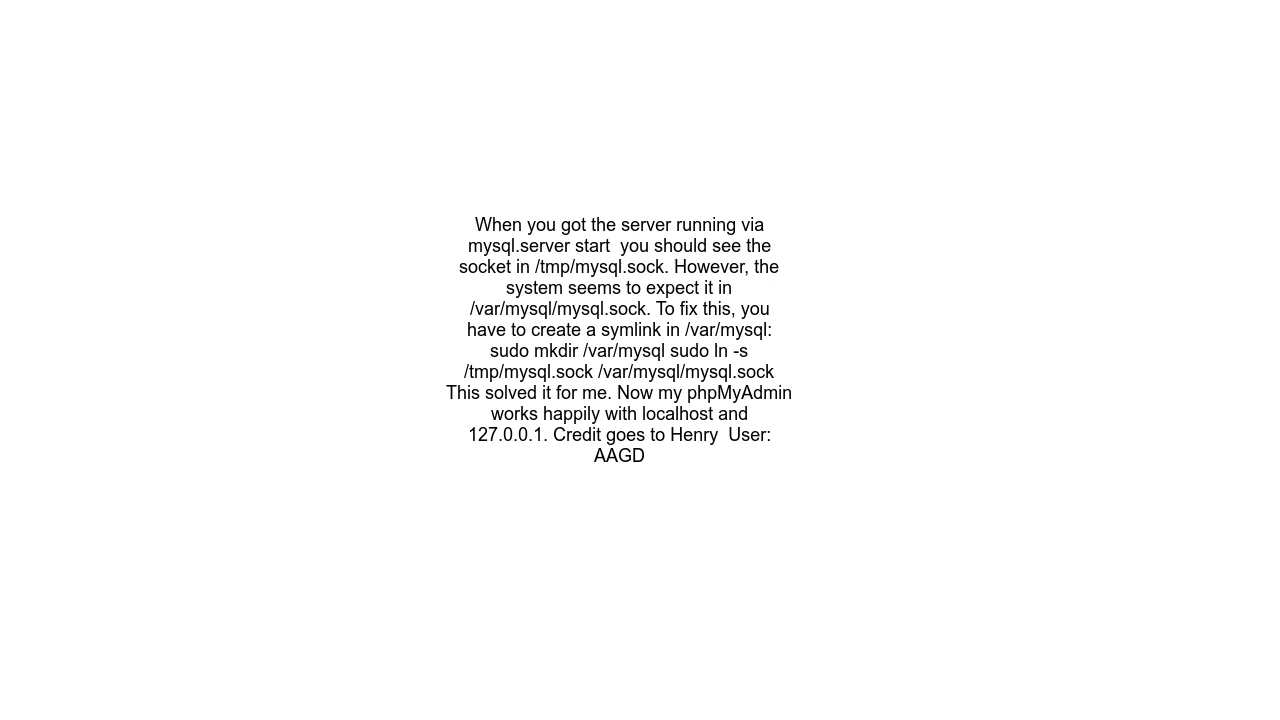 When you got the server running via
mysql.server start  you should see the
socket in /tmp/mysql.sock. However, the
system seems to expect it in
/var/mysql/mysql.sock. To fix this, you
have to create a symlink in /var/mysql:
sudo mkdir /var/mysql sudo ln -s
/tmp/mysql.sock /var/mysql/mysql.sock
This solved it for me. Now my phpMyAdmin
works happily with localhost and
127.0.0.1. Credit goes to Henry  User:
AAGD